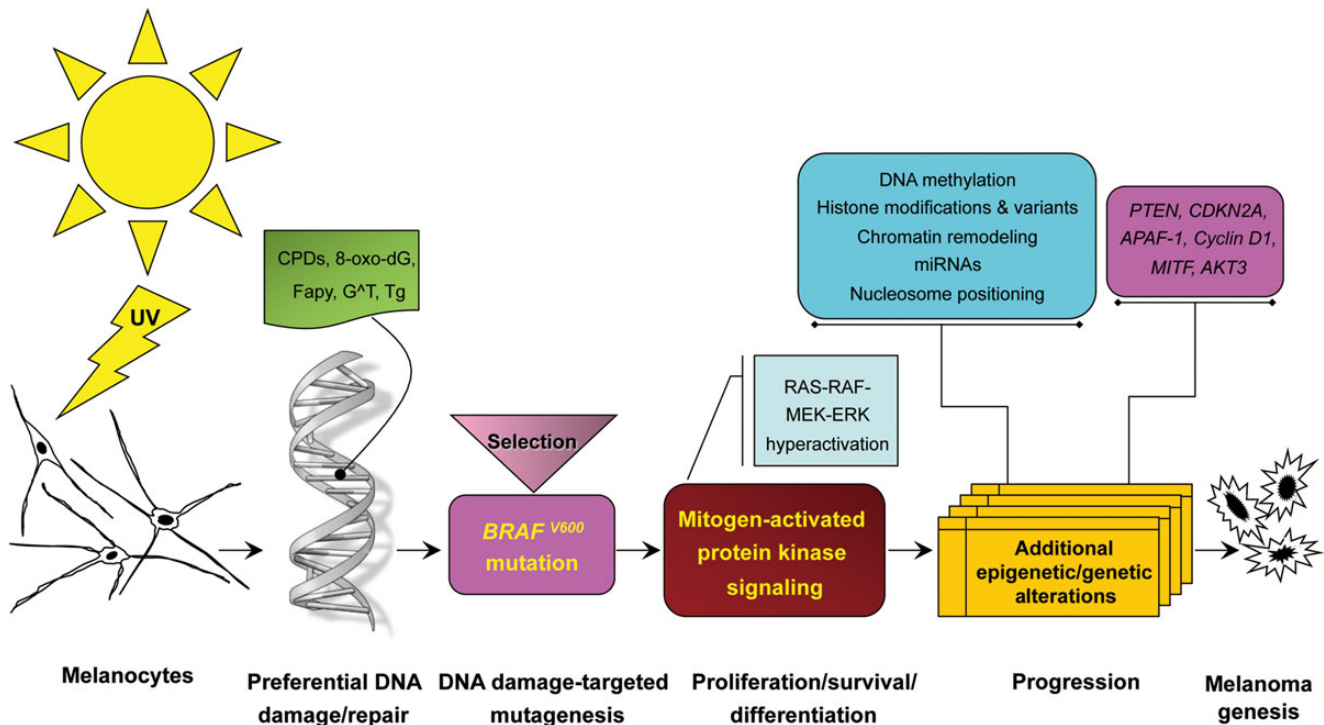 UV
CPDs, 8-oxo-dG,
Fapy, G^T, Tg
Selection
BRAF V600
mutation
RAS-RAF-
MEK-ERK
hyperactivation
Mitogen-activated
protein kinase
signaling
DNA methylation
Histone modifications & variants
Chromatin remodeling
miRNAs
Nucleosome positioning
PTEN, CDKN2A,
APAF-1, Cyclin D1,
MITF, AKT3
Additional
epigenetic/genetic
alterations
Melanocytes
Preferential DNA
damage/repair
DNA damage-targeted
mutagenesis
Proliferation/survival/
differentiation
Progression
Melanoma
genesis